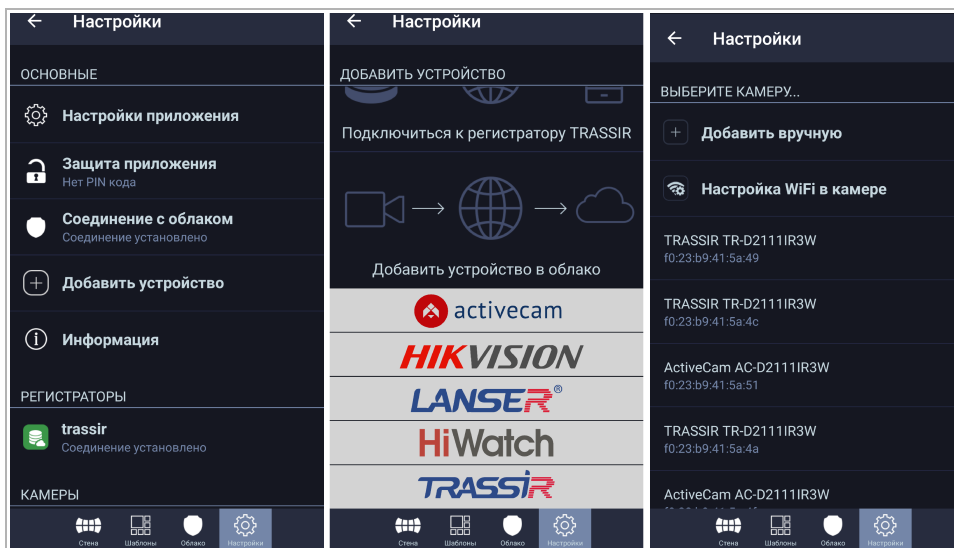 Настройки
ОСНОВНЫЕ
Настройки приложения
Защита приложения
Нет PIN кода
Соединение с облаком
Соединение установлено
Добавить устройство
Информация
РЕГИСТРАТОРЫ
trassir
Соединение установлено
КАМЕРЫ
Стена Шаблоны Облако Настройки
Настройки
ДОБАВИТЬ УСТРОЙСТВО
Подключиться к регистратору TRASSIR
Добавить устройство в облако
activecam
HIKVISION
LANSER®
HiWatch
TRASSIR
Стена Шаблоны Облако Настройки
Настройки
ВЫБЕРИТЕ КАМЕРУ...
Добавить вручную
Настройка WiFi в камере
TRASSIR TR-D2111IR3W
f0:23:b9:41:5a:49
TRASSIR TR-D2111IR3W
f0:23:b9:41:5a:4c
ActiveCam AC-D2111IR3W
f0:23:b9:41:5a:51
TRASSIR TR-D2111IR3W
f0:23:b9:41:5a:4a
ActiveCam AC-D2111IR3W
Стена Шаблоны Облако Настройки